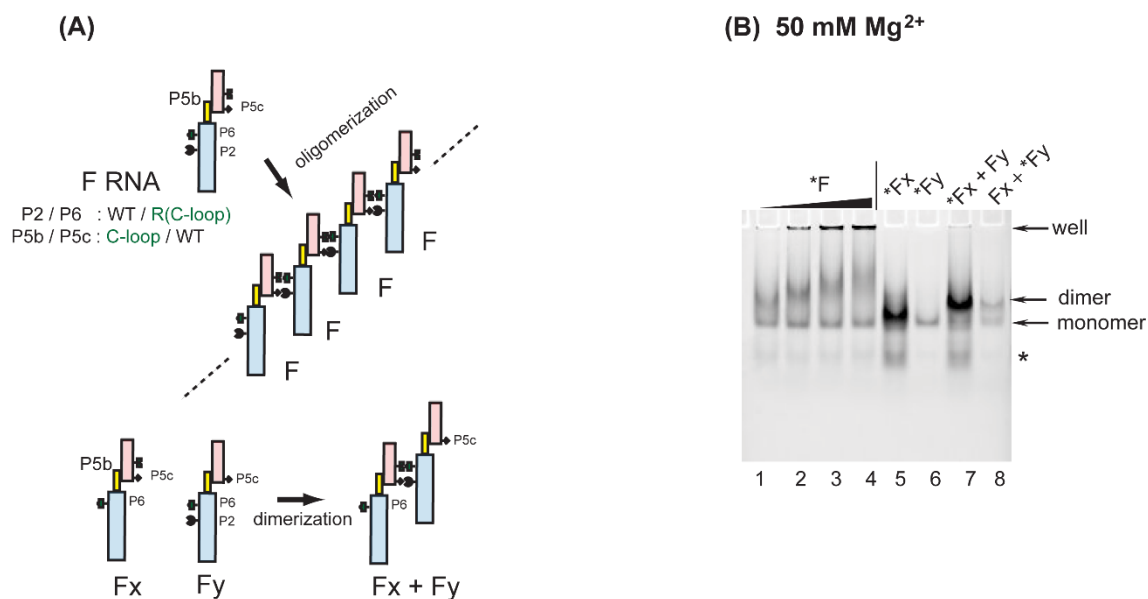 (A)
P5b
P5c
P6
P2
F RNA
P2 / P6 : WT / R(C-loop)
P5b / P5c : C-loop / WT
oligomerization
F
F
F
F
P5b
P5c
P6
Fx
P5c
P6
P2
Fy
dimerization
P5c
P6
Fx + Fy
(B) 50 mM Mg²⁺
*F
*Fx
*Fy
*Fx + Fy
Fx + *Fy
well
dimer
monomer
*
1 2 3 4 5 6 7 8